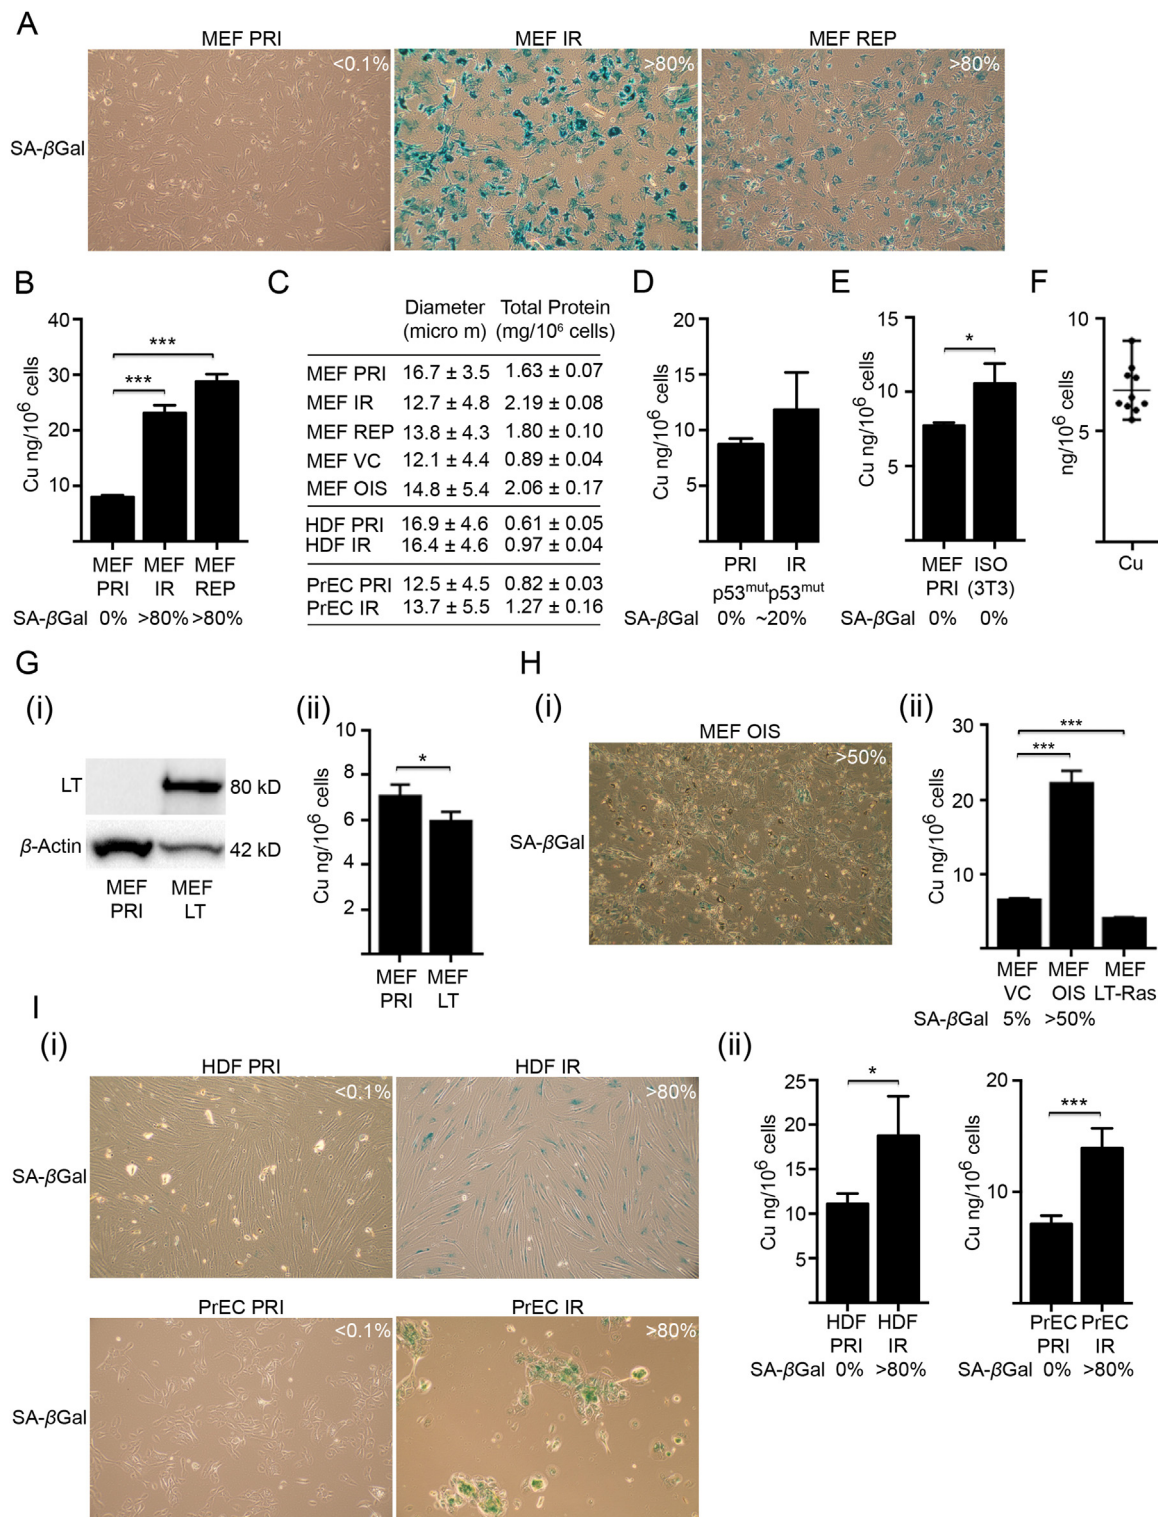 A
MEF PRI
MEF IR
MEF REP
SA-βGal
<0.1%
>80%
>80%
B
Cu ng/10⁶ cells
40
30
20
10
***
***
MEF MEF MEF
PRI IR REP
SA-βGal 0% >80% >80%
C
Diameter Total Protein
(micro m) (mg/10⁶ cells)
MEF PRI 16.7 ± 3.5 1.63 ± 0.07
MEF IR 12.7 ± 4.8 2.19 ± 0.08
MEF REP 13.8 ± 4.3 1.80 ± 0.10
MEF VC 12.1 ± 4.4 0.89 ± 0.04
MEF OIS 14.8 ± 5.4 2.06 ± 0.17
HDF PRI 16.9 ± 4.6 0.61 ± 0.05
HDF IR 16.4 ± 4.6 0.97 ± 0.04
PrEC PRI 12.5 ± 4.5 0.82 ± 0.03
PrEC IR 13.7 ± 5.5 1.27 ± 0.16
D
Cu ng/10⁶ cells
20
15
10
5
PRI IR
p53ᵐᵘᵗ p53ᵐᵘᵗ
SA-βGal 0% ~20%
E
Cu ng/10⁶ cells
15
10
5
*
MEF ISO
PRI (3T3)
SA-βGal 0% 0%
F
ng/10⁶ cells
10
5
Cu
G
(i)
LT
80 kD
β-Actin
42 kD
MEF MEF
PRI LT
(ii)
Cu ng/10⁶ cells
10
8
6
4
2
*
MEF MEF
PRI LT
H
(i)
MEF OIS
SA-βGal
>50%
(ii)
Cu ng/10⁶ cells
30
20
10
***
***
MEF MEF MEF
VC OIS LT-Ras
SA-βGal 5% >50%
I
(i)
HDF PRI
HDF IR
SA-βGal
<0.1%
>80%
PrEC PRI
PrEC IR
SA-βGal
<0.1%
>80%
(ii)
Cu ng/10⁶ cells
25
20
15
10
5
*
HDF HDF
PRI IR
SA-βGal 0% >80%
Cu ng/10⁶ cells
20
10
***
PrEC PrEC
PRI IR
SA-βGal 0% >80%